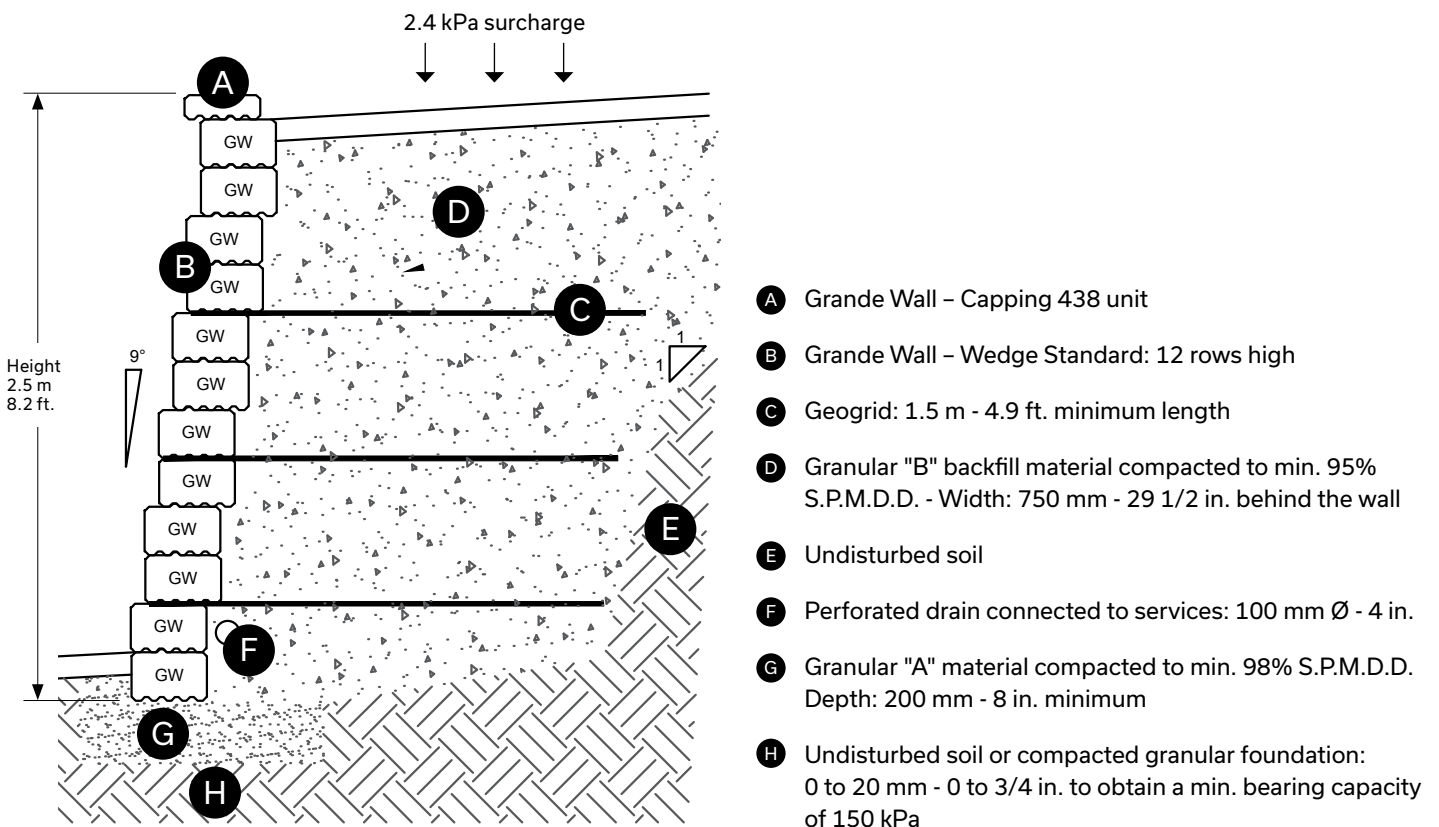 2.4 kPa surcharge
A
GW
GW
D
GW
B
GW
C
GW
1
1
9°
Height
2.5 m
8.2 ft.
GW
GW
GW
E
GW
GW
GW
F
GW
G
H
A Grande Wall – Capping 438 unit
B Grande Wall – Wedge Standard: 12 rows high
C Geogrid: 1.5 m - 4.9 ft. minimum length
D Granular "B" backfill material compacted to min. 95%
S.P.M.D.D. - Width: 750 mm - 29 1/2 in. behind the wall
E Undisturbed soil
F Perforated drain connected to services: 100 mm Ø - 4 in.
G Granular "A" material compacted to min. 98% S.P.M.D.D.
Depth: 200 mm - 8 in. minimum
H Undisturbed soil or compacted granular foundation:
0 to 20 mm - 0 to 3/4 in. to obtain a min. bearing capacity
of 150 kPa